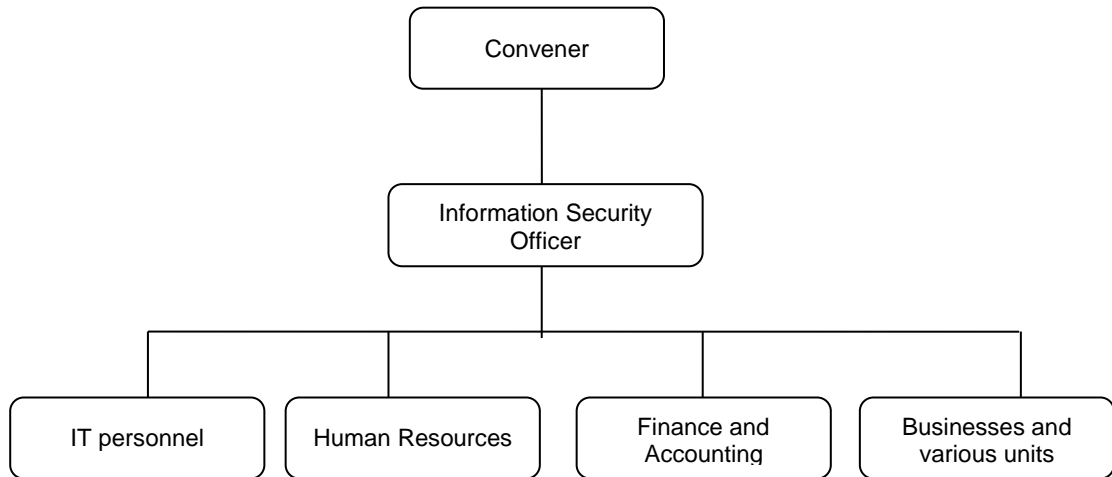 Convener
Information Security
Officer
IT personnel
Human Resources
Finance and
Accounting
Businesses and
various units